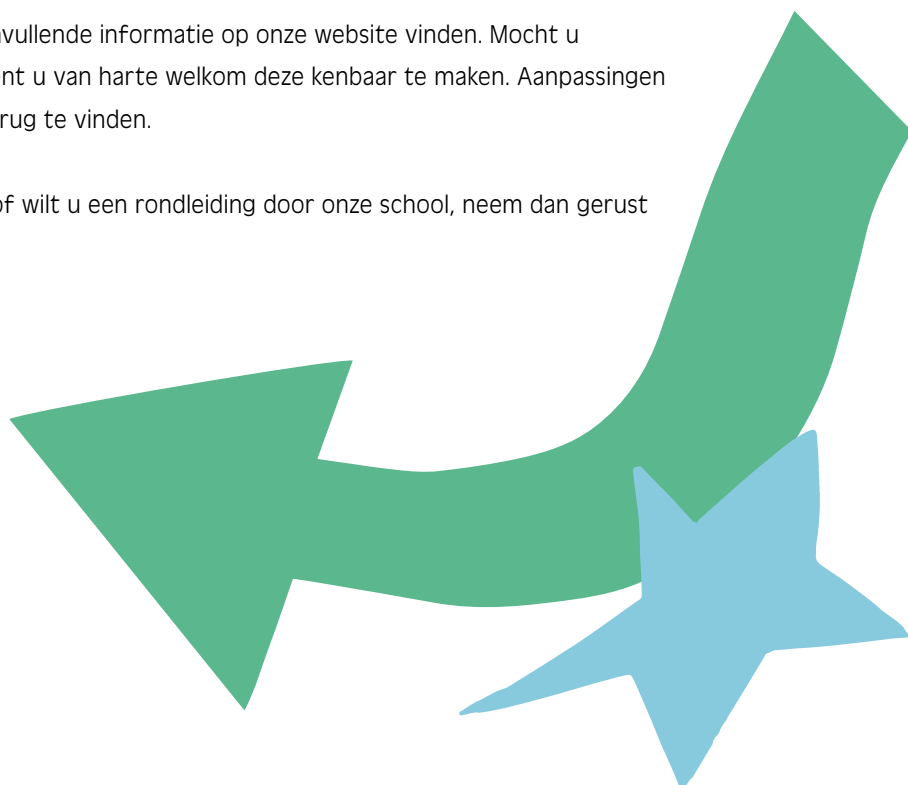 vullende informatie op onze website vinden. Mocht u
nt u van harte welkom deze kenbaar te maken. Aanpassingen
rug te vinden.
of wilt u een rondleiding door onze school, neem dan gerust